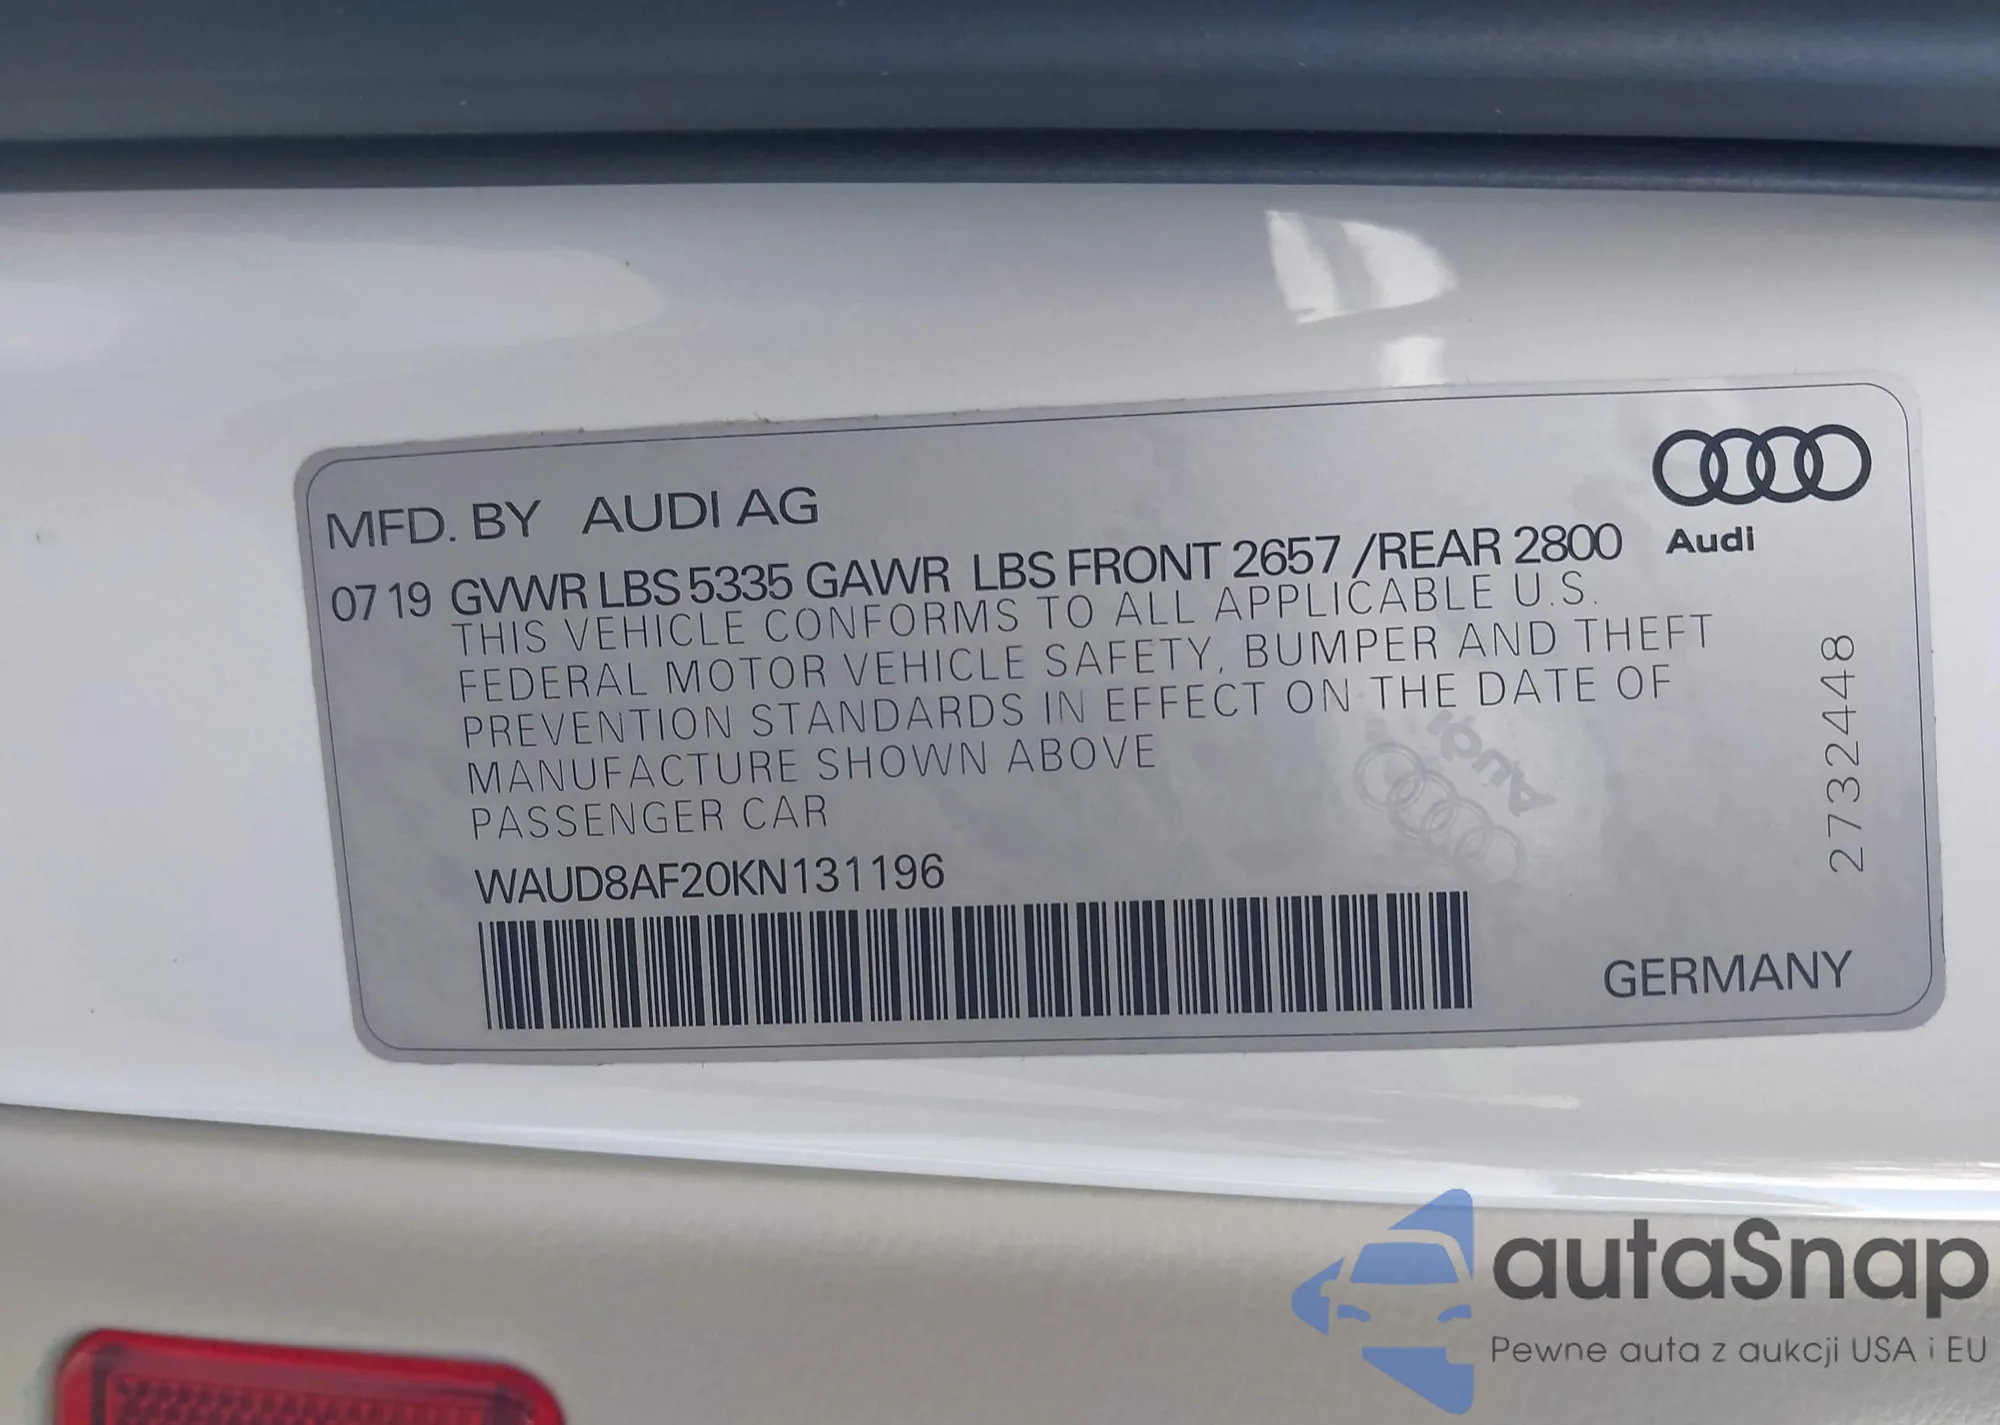 MFD. BY AUDI AG
Audi
07 19 GVWR LBS 5335 GAWR LBS FRONT 2657 /REAR 2800
THIS VEHICLE CONFORMS TO ALL APPLICABLE U.S.
FEDERAL MOTOR VEHICLE SAFETY, BUMPER AND THEFT
PREVENTION STANDARDS IN EFFECT ON THE DATE OF
MANUFACTURE SHOWN ABOVE
PASSENGER CAR
Audi
2732448
WAUD8AF20KN131196
GERMANY
autaSnap
Pewne auta z aukcji USA i EU